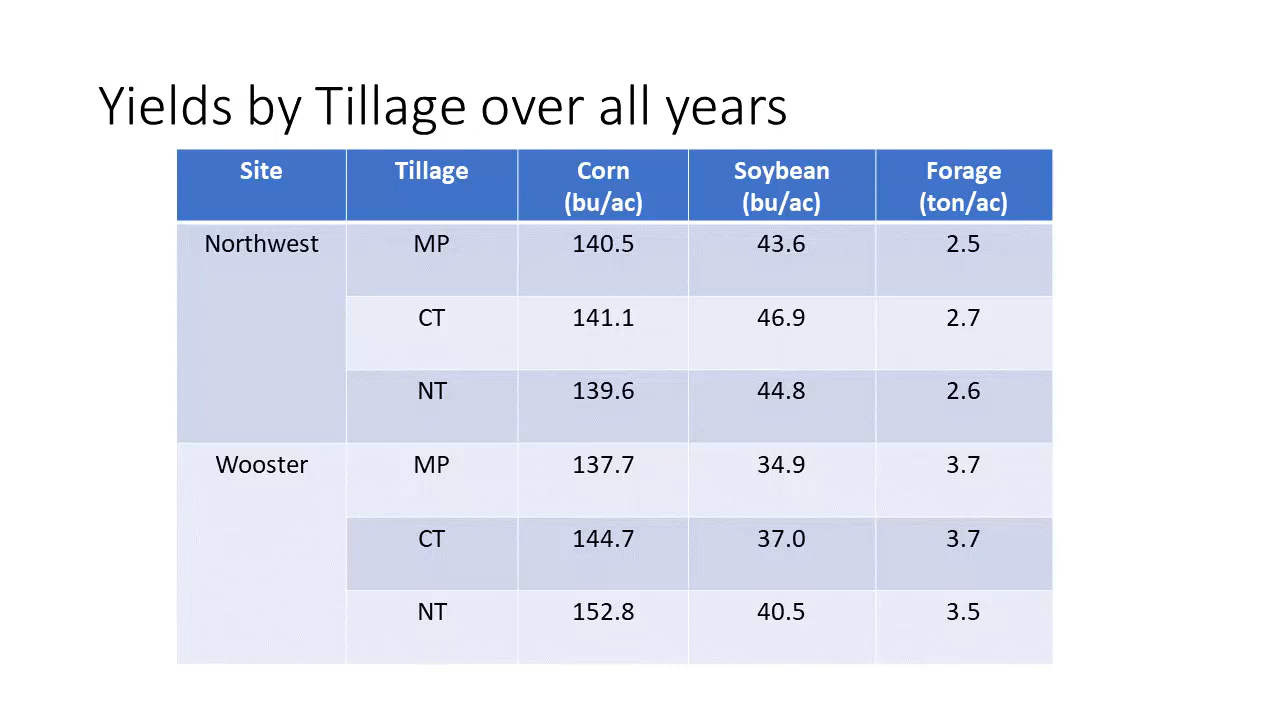 Yields by Tillage over all years
Site Tillage Corn Soybean Forage
(bu/ac) (bu/ac) (ton/ac)
Northwest MP 140.5 43.6 2.5
CT 141.1 46.9 2.7
NT 139.6 44.8 2.6
Wooster MP 137.7 34.9 3.7
CT 144.7 37.0 3.7
NT 152.8 40.5 3.5